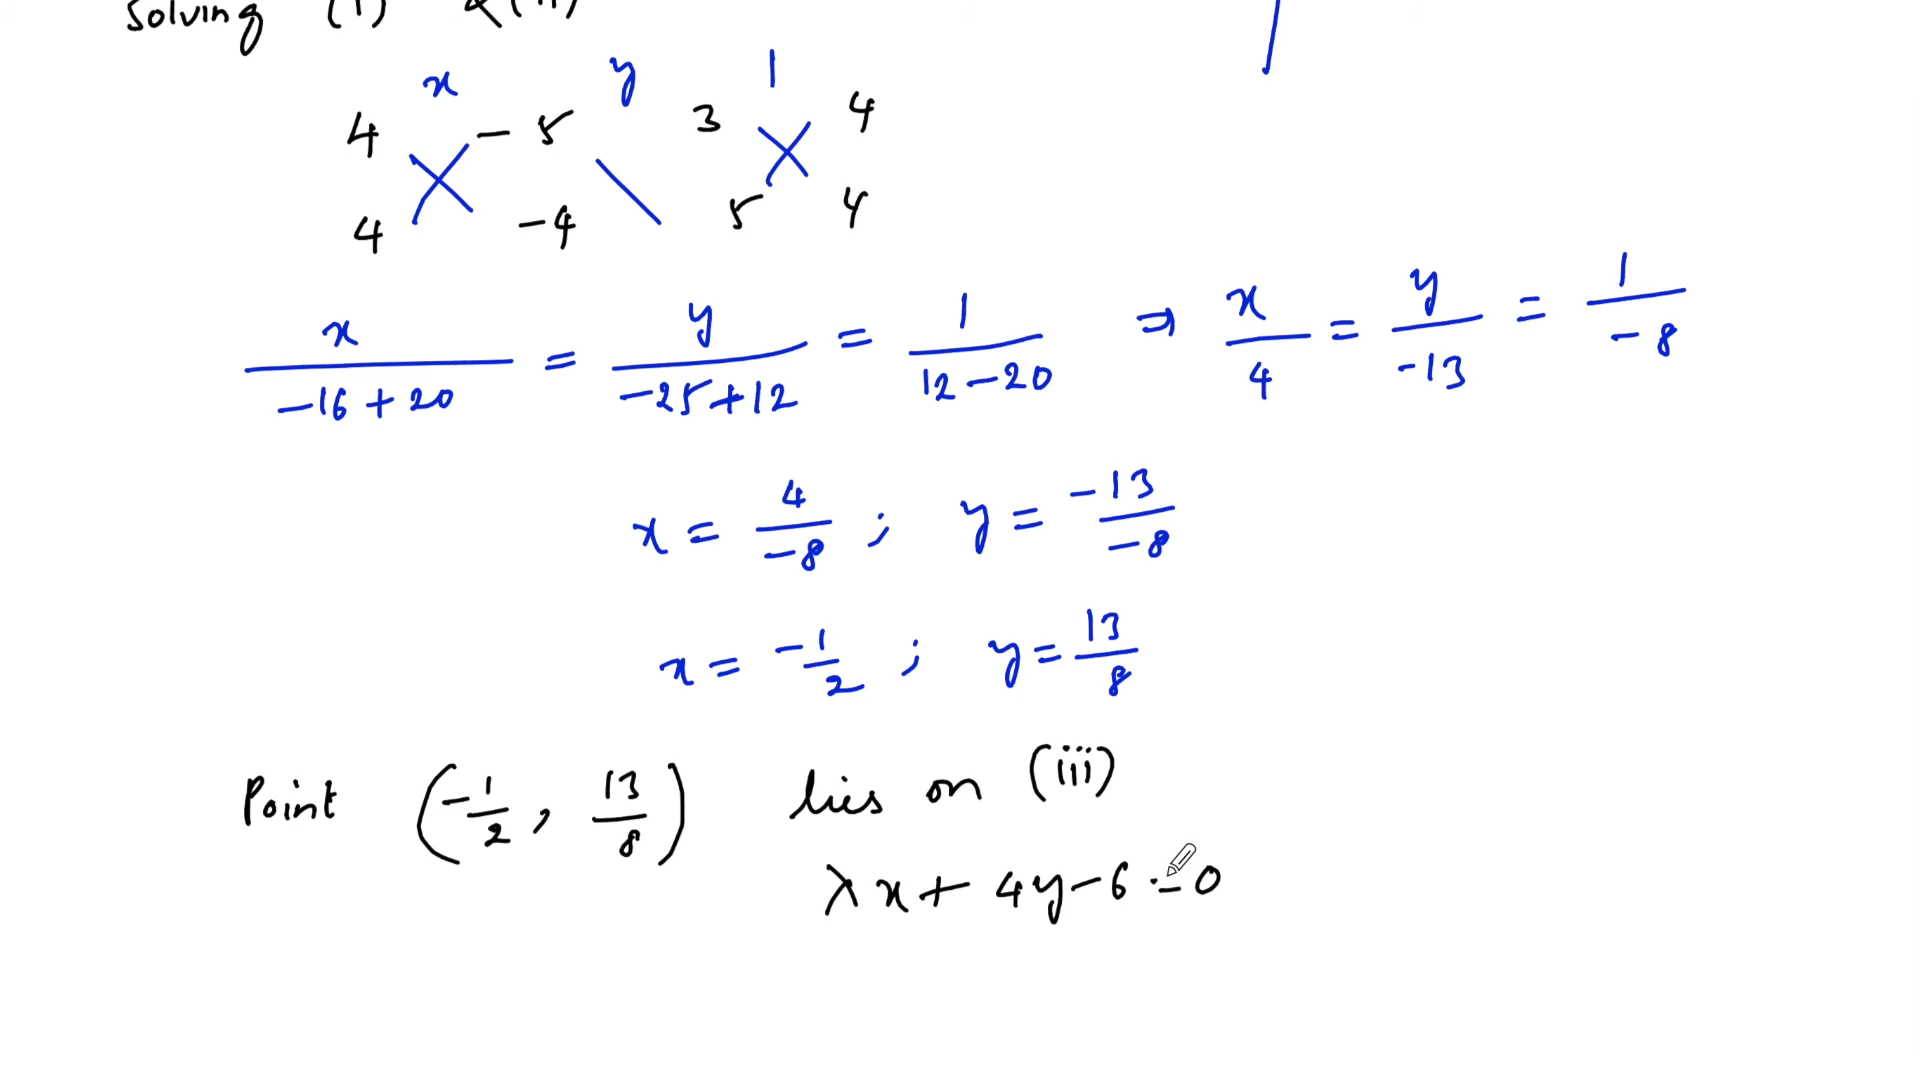 Solving (i) & (ii)
x y 1
4 -5 3 4
4 -4 5 4
x/(-16+20) = y/(-25+12) = 1/(12-20) ⇒ x/4 = y/-13 = 1/-8
x = 4/-8 ; y = -13/-8
x = -1/2 ; y = 13/8
Point (-1/2, 13/8) lies on (iii)
λx + 4y - 6 = 0